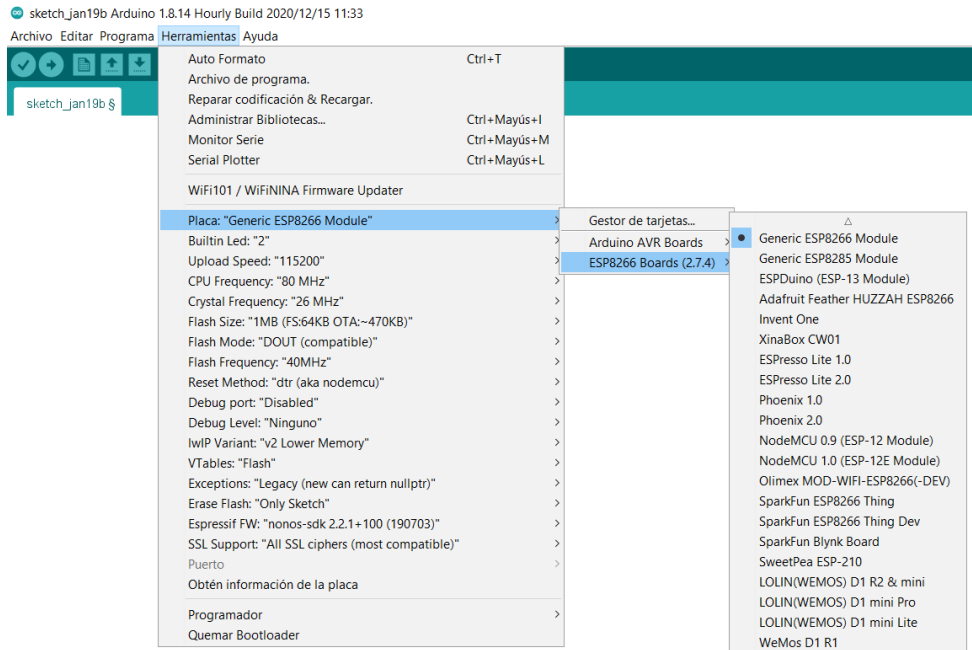 sketch_jan19b Arduino 1.8.14 Hourly Build 2020/12/15 11:33
Archivo Editar Programa Herramientas Ayuda
sketch_jan19b §
Auto Formato Ctrl+T
Archivo de programa.
Reparar codificación & Recargar.
Administrar Bibliotecas... Ctrl+Mayús+I
Monitor Serie Ctrl+Mayús+M
Serial Plotter Ctrl+Mayús+L
WiFi101 / WiFiNINA Firmware Updater
Placa: "Generic ESP8266 Module"
Builtin Led: "2"
Upload Speed: "115200"
CPU Frequency: "80 MHz"
Crystal Frequency: "26 MHz"
Flash Size: "1MB (FS:64KB OTA:~470KB)"
Flash Mode: "DOUT (compatible)"
Flash Frequency: "40MHz"
Reset Method: "dtr (aka nodemcu)"
Debug port: "Disabled"
Debug Level: "Ninguno"
lwIP Variant: "v2 Lower Memory"
VTables: "Flash"
Exceptions: "Legacy (new can return nullptr)"
Erase Flash: "Only Sketch"
Espressif FW: "nonos-sdk 2.2.1+100 (190703)"
SSL Support: "All SSL ciphers (most compatible)"
Puerto
Obtén información de la placa
Programador
Quemar Bootloader
Gestor de tarjetas...
Arduino AVR Boards
ESP8266 Boards (2.7.4)
Generic ESP8266 Module
Generic ESP8285 Module
ESPDuino (ESP-13 Module)
Adafruit Feather HUZZAH ESP8266
Invent One
XinaBox CW01
ESPresso Lite 1.0
ESPresso Lite 2.0
Phoenix 1.0
Phoenix 2.0
NodeMCU 0.9 (ESP-12 Module)
NodeMCU 1.0 (ESP-12E Module)
Olimex MOD-WIFI-ESP8266(-DEV)
SparkFun ESP8266 Thing
SparkFun ESP8266 Thing Dev
SparkFun Blynk Board
SweetPea ESP-210
LOLIN(WEMOS) D1 R2 & mini
LOLIN(WEMOS) D1 mini Pro
LOLIN(WEMOS) D1 mini Lite
WeMos D1 R1